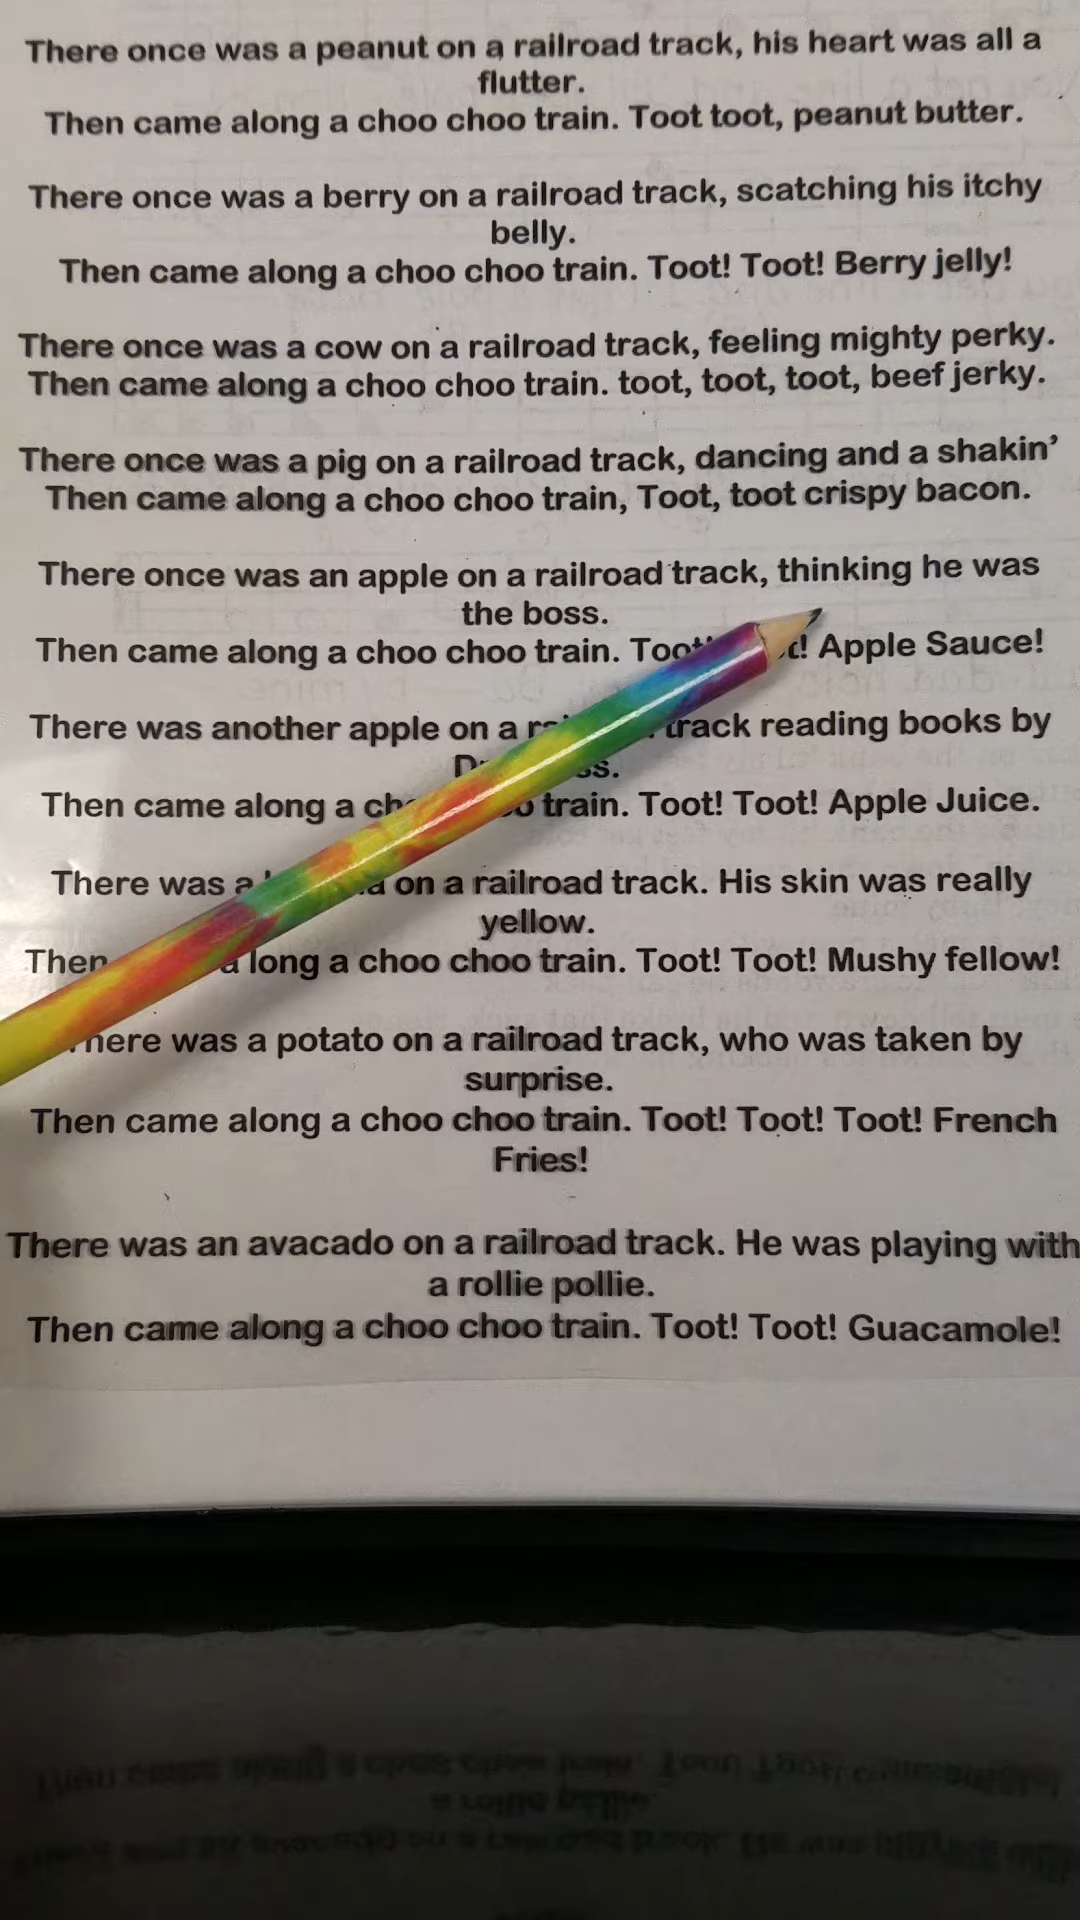 There once was a peanut on a railroad track, his heart was all a
flutter.
Then came along a choo choo train. Toot toot, peanut butter.
There once was a berry on a railroad track, scatching his itchy
belly.
Then came along a choo choo train. Toot! Toot! Berry jelly!
There once was a cow on a railroad track, feeling mighty perky.
Then came along a choo choo train. toot, toot, toot, beef jerky.
There once was a pig on a railroad track, dancing and a shakin’
Then came along a choo choo train, Toot, toot crispy bacon.
There once was an apple on a railroad track, thinking he was
the boss.
Then came along a choo choo train. Apple Sauce!
There was another apple on a track reading books by
Then came along a train. Toot! Toot! Apple Juice.
There was a on a railroad track. His skin was really
yellow.
Then a long a choo choo train. Toot! Toot! Mushy fellow!
There was a potato on a railroad track, who was taken by
surprise.
Then came along a choo choo train. Toot! Toot! Toot! French
Fries!
There was an avacado on a railroad track. He was playing with
a rollie pollie.
Then came along a choo choo train. Toot! Toot! Guacamole!